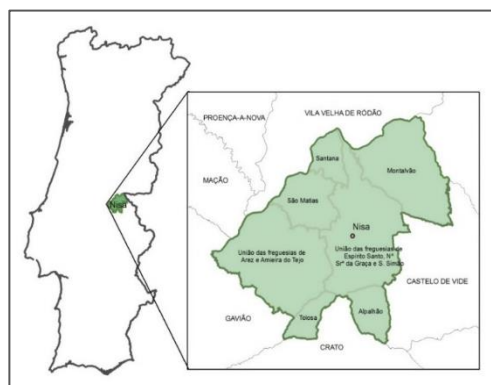 Nisa
PROENÇA-A-NOVA
VILA VELHA DE RÓDÃO
MAÇÃO
Santana
Montalvão
São Matias
Nisa
União das freguesias de
Arez and Amieira do Tejo
União das freguesias de
Espírito Santo, Nª
Srª da Graça e S. Simão
CASTELO DE VIDE
GAVIÃO
Tolosa
Alpalhão
CRATO